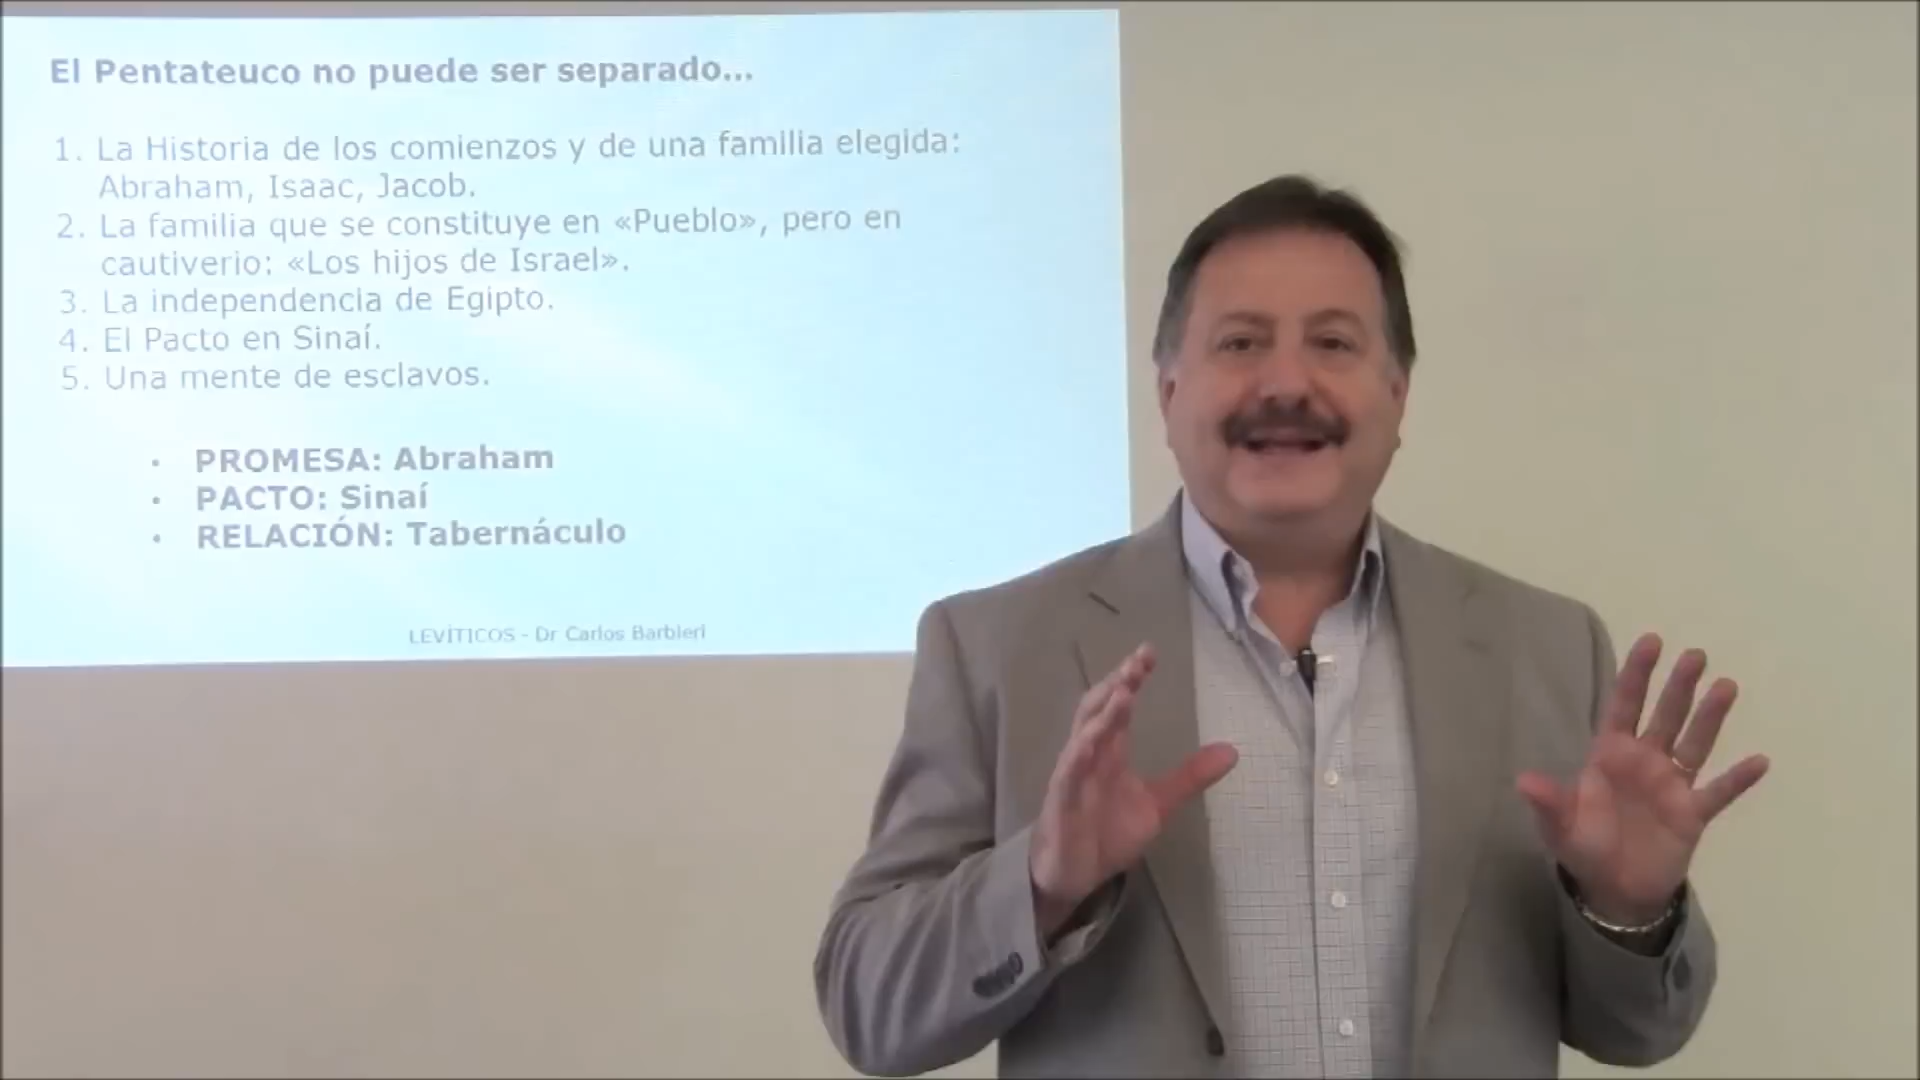 El Pentateuco no puede ser separado...
1. La Historia de los comienzos y de una familia elegida:
Abraham, Isaac, Jacob.
2. La familia que se constituye en «Pueblo», pero en
cautiverio: «Los hijos de Israel».
3. La independencia de Egipto.
4. El Pacto en Sinaí.
5. Una mente de esclavos.
• PROMESA: Abraham
• PACTO: Sinaí
• RELACIÓN: Tabernáculo
LEVÍTICOS - Dr Carlos Barbieri